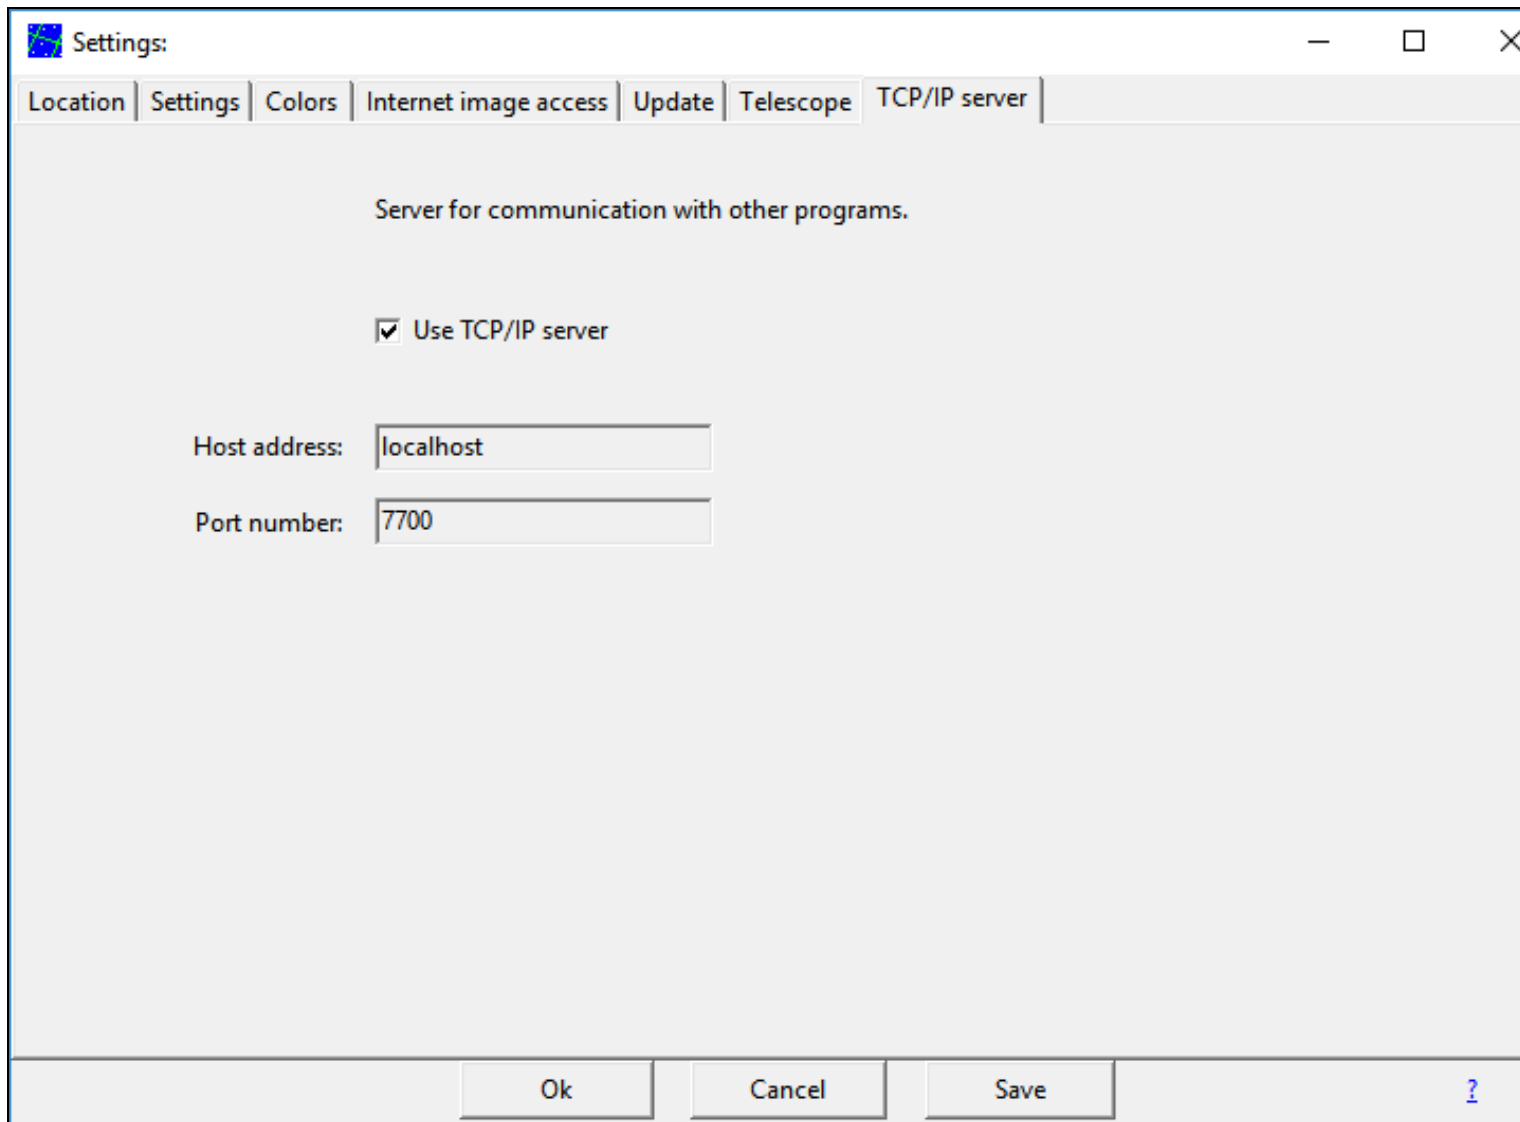 Settings:
Location Settings Colors Internet image access Update Telescope TCP/IP server
Server for communication with other programs.
Use TCP/IP server
Host address: localhost
Port number: 7700
Ok Cancel Save ?